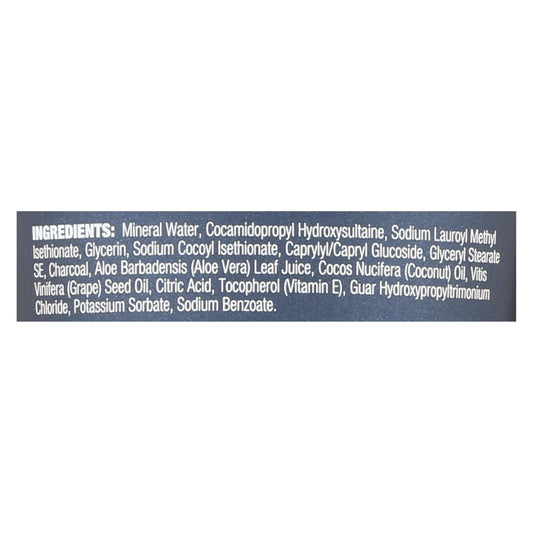 INGREDIENTS: Mineral Water, Cocamidopropyl Hydroxysultaine, Sodium Lauroyl Methyl
Isethionate, Glycerin, Sodium Cocoyl Isethionate, Caprylyl/Capryl Glucoside, Glyceryl Stearate
SE, Charcoal, Aloe Barbadensis (Aloe Vera) Leaf Juice, Cocos Nucifera (Coconut) Oil, Vitis
Vinifera (Grape) Seed Oil, Citric Acid, Tocopherol (Vitamin E), Guar Hydroxypropyltrimonium
Chloride, Potassium Sorbate, Sodium Benzoate.